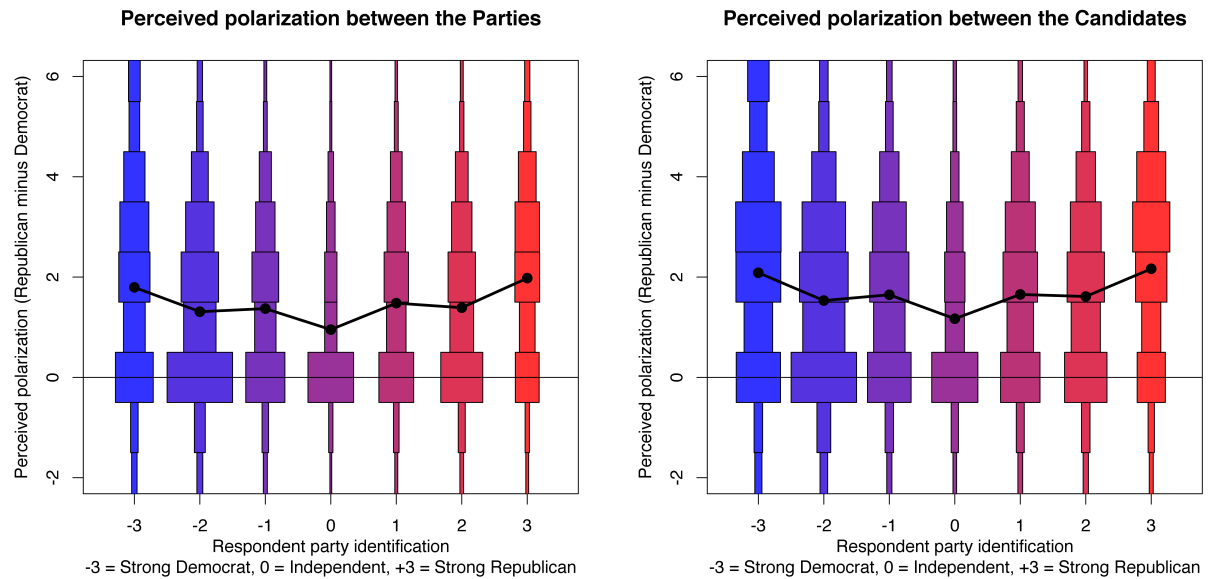 Perceived polarization between the Parties
Perceived polarization (Republican minus Democrat)
6
4
2
0
-2
-3 -2 -1 0 1 2 3
Respondent party identification
-3 = Strong Democrat, 0 = Independent, +3 = Strong Republican
Perceived polarization between the Candidates
Perceived polarization (Republican minus Democrat)
6
4
2
0
-2
-3 -2 -1 0 1 2 3
Respondent party identification
-3 = Strong Democrat, 0 = Independent, +3 = Strong Republican